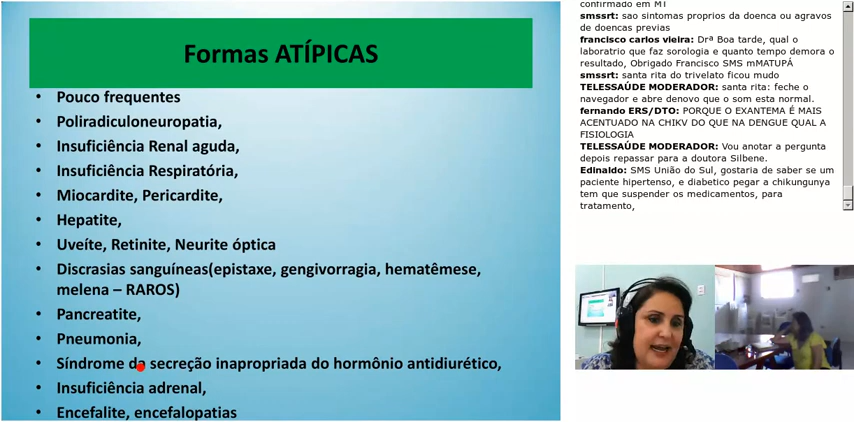 Formas ATÍPICAS
• Pouco frequentes
• Poliradiculoneuropatia,
• Insuficiência Renal aguda,
• Insuficiência Respiratória,
• Miocardite, Pericardite,
• Hepatite,
• Uveíte, Retinite, Neurite óptica
• Discrasias sanguíneas(epistaxe, gengivorragia, hematêmese,
melena – RAROS)
• Pancreatite,
• Pneumonia,
• Síndrome da secreção inapropriada do hormônio antidiurético,
• Insuficiência adrenal,
• Encefalite, encefalopatias
confirmado em MT
smssrt: sao sintomas proprios da doenca ou agravos
de doencas previas
francisco carlos vieira: Drª Boa tarde, qual o
laboratrio que faz sorologia e quanto tempo demora o
resultado, Obrigado Francisco SMS mMATUPÁ
smssrt: santa rita do trivelato ficou mudo
TELESSAÚDE MODERADOR: santa rita: feche o
navegador e abre denovo que o som esta normal.
fernando ERS/DTO: PORQUE O EXANTEMA É MAIS
ACENTUADO NA CHIKV DO QUE NA DENGUE QUAL A
FISIOLOGIA
TELESSAÚDE MODERADOR: Vou anotar a pergunta
depois repassar para a doutora Silbene.
Edinaldo: SMS União do Sul, gostaria de saber se um
paciente hipertenso, e diabetico pegar a chikungunya
tem que suspender os medicamentos, para
tratamento,